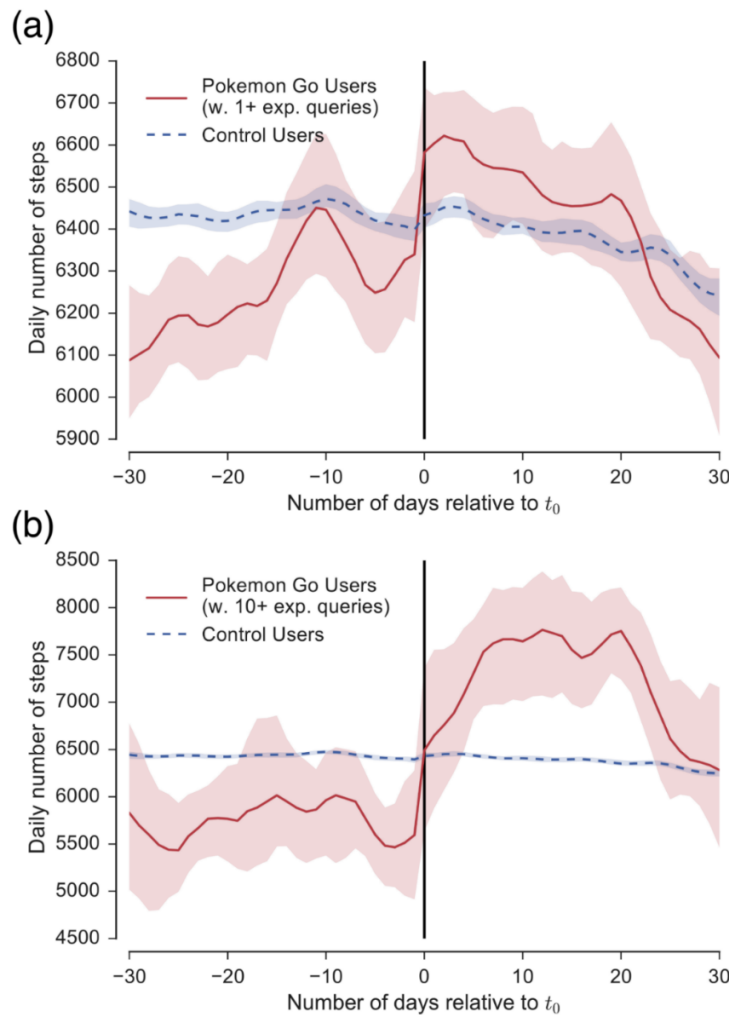 (a)
6800
6700
6600
6500
6400
6300
6200
6100
6000
5900
Daily number of steps
Pokemon Go Users
(w. 1+ exp. queries)
Control Users
−30 −20 −10 0 10 20 30
Number of days relative to t0
(b)
8500
8000
7500
7000
6500
6000
5500
5000
4500
Daily number of steps
Pokemon Go Users
(w. 10+ exp. queries)
Control Users
−30 −20 −10 0 10 20 30
Number of days relative to t0